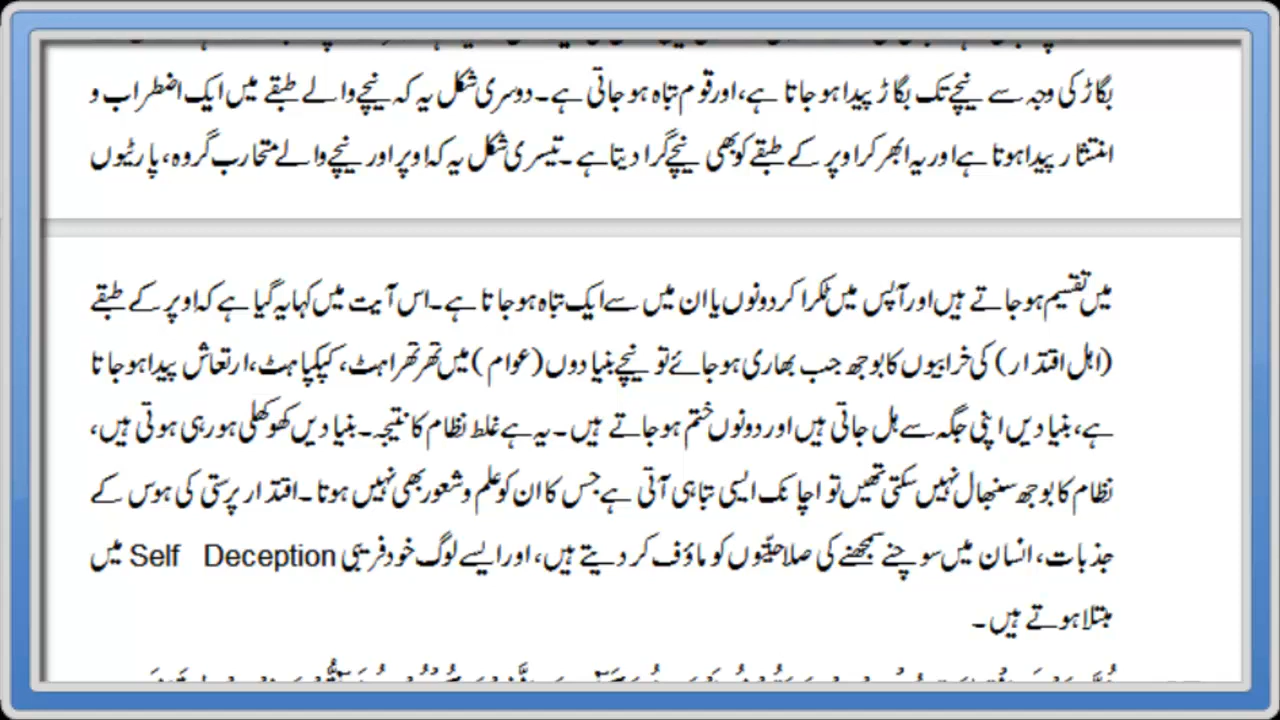 بگاڑ کی وجہ سے نیچے تک بگاڑ پیدا ہو جاتا ہے، اور قوم تباہ ہو جاتی ہے۔ دوسری شکل یہ کہ نیچے والے طبقے میں ایک اضطراب و
انتشار پیدا ہوتا ہے اور یہ ابھر کر اوپر کے طبقے کو بھی نیچے گرا دیتا ہے۔ تیسری شکل یہ کہ اوپر اور نیچے والے متحارب گروہ، پارٹیوں
میں تقسیم ہو جاتے ہیں اور آپس میں ٹکرا کر دونوں یا ان میں سے ایک تباہ ہو جاتا ہے۔ اس آیت میں کہا یہ گیا ہے کہ اوپر کے طبقے
(اہل اقتدار) کی خرابیوں کا بوجھ جب بھاری ہو جائے تو نیچے بنیادوں (عوام) میں تھرتھراہٹ، کپکپاہٹ، ارتعاش پیدا ہو جاتا
ہے، بنیادیں اپنی جگہ سے ہل جاتی ہیں اور دونوں ختم ہو جاتے ہیں۔ یہ ہے غلط نظام کا نتیجہ۔ بنیادیں کھوکھلی ہو رہی ہوتی ہیں،
نظام کا بوجھ سنبھال نہیں سکتی تھیں تو اچانک ایسی تباہی آتی ہے جس کا ان کو علم و شعور بھی نہیں ہوتا۔ اقتدار پرستی کی ہوس کے
جذبات، انسان میں سوچنے سمجھنے کی صلاحیّتوں کو ماؤف کر دیتے ہیں، اور ایسے لوگ خود فریبی Self Deception میں
مبتلا ہوتے ہیں۔